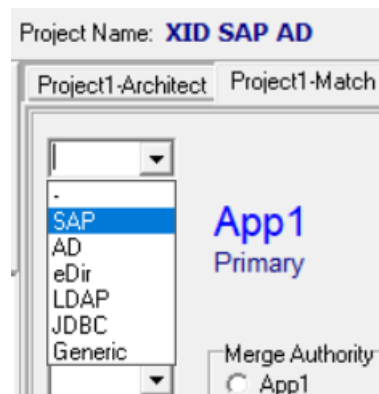 Project Name: XID SAP AD
Project1-Architect Project1-Match
-
SAP
AD
eDir
LDAP
JDBC
Generic
App1
Primary
Merge Authority
App1